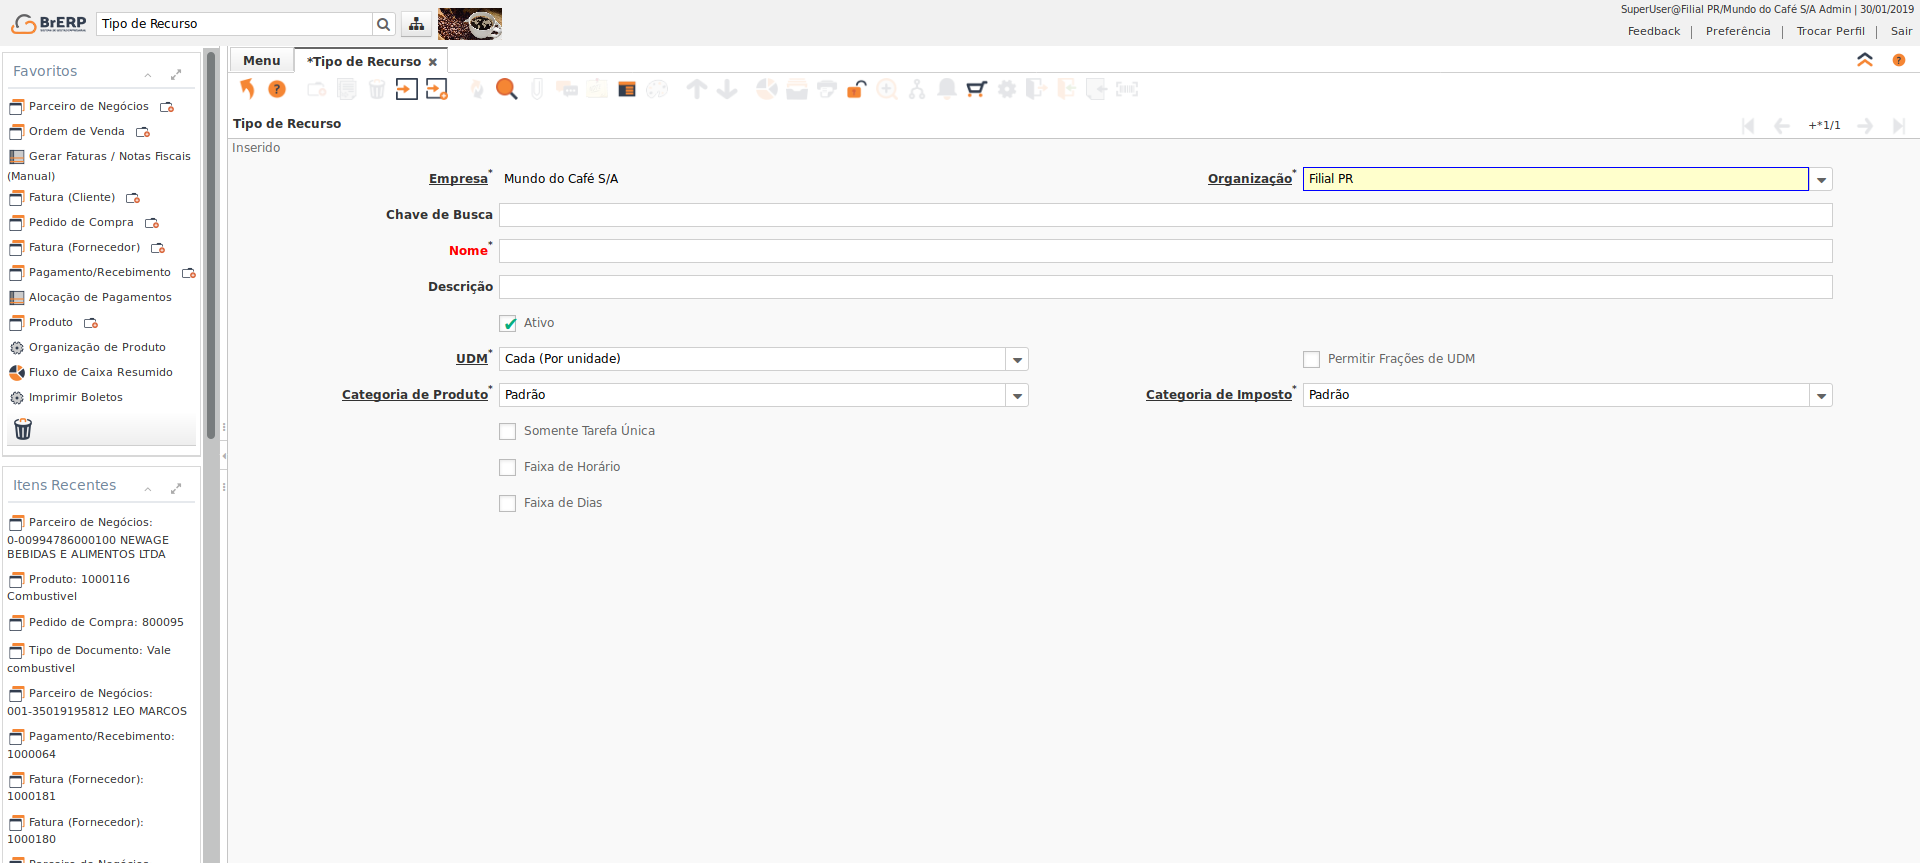 BrERP
Tipo de Recurso
SuperUser@Filial PR/Mundo do Café S/A Admin | 30/01/2019
Feedback | Preferência | Trocar Perfil | Sair
Favoritos
Parceiro de Negócios
Ordem de Venda
Gerar Faturas / Notas Fiscais
(Manual)
Fatura (Cliente)
Pedido de Compra
Fatura (Fornecedor)
Pagamento/Recebimento
Alocação de Pagamentos
Produto
Organização de Produto
Fluxo de Caixa Resumido
Imprimir Boletos
Itens Recentes
Parceiro de Negócios:
0-00994786000100 NEWAGE
BEBIDAS E ALIMENTOS LTDA
Produto: 1000116
Combustivel
Pedido de Compra: 800095
Tipo de Documento: Vale
combustivel
Parceiro de Negócios:
001-35019195812 LEO MARCOS
Pagamento/Recebimento:
1000064
Fatura (Fornecedor):
1000181
Fatura (Fornecedor):
1000180
Parceiro de Negócios
Menu
*Tipo de Recurso
Tipo de Recurso
+*1/1
Inserido
Empresa* Mundo do Café S/A
Organização* Filial PR
Chave de Busca
Nome*
Descrição
Ativo
UDM* Cada (Por unidade)
Permitir Frações de UDM
Categoria de Produto* Padrão
Categoria de Imposto* Padrão
Somente Tarefa Única
Faixa de Horário
Faixa de Dias